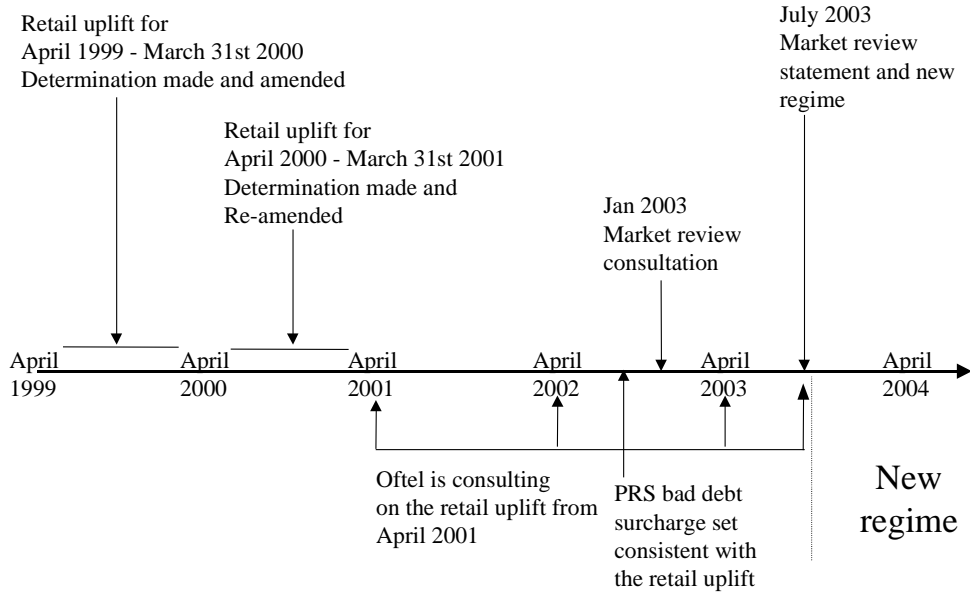 Retail uplift for
April 1999 - March 31st 2000
Determination made and amended
Retail uplift for
April 2000 - March 31st 2001
Determination made and
Re-amended
Jan 2003
Market review
consultation
July 2003
Market review
statement and new
regime
April
1999
April
2000
April
2001
April
2002
April
2003
April
2004
Oftel is consulting
on the retail uplift from
April 2001
PRS bad debt
surcharge set
consistent with
the retail uplift
New
regime